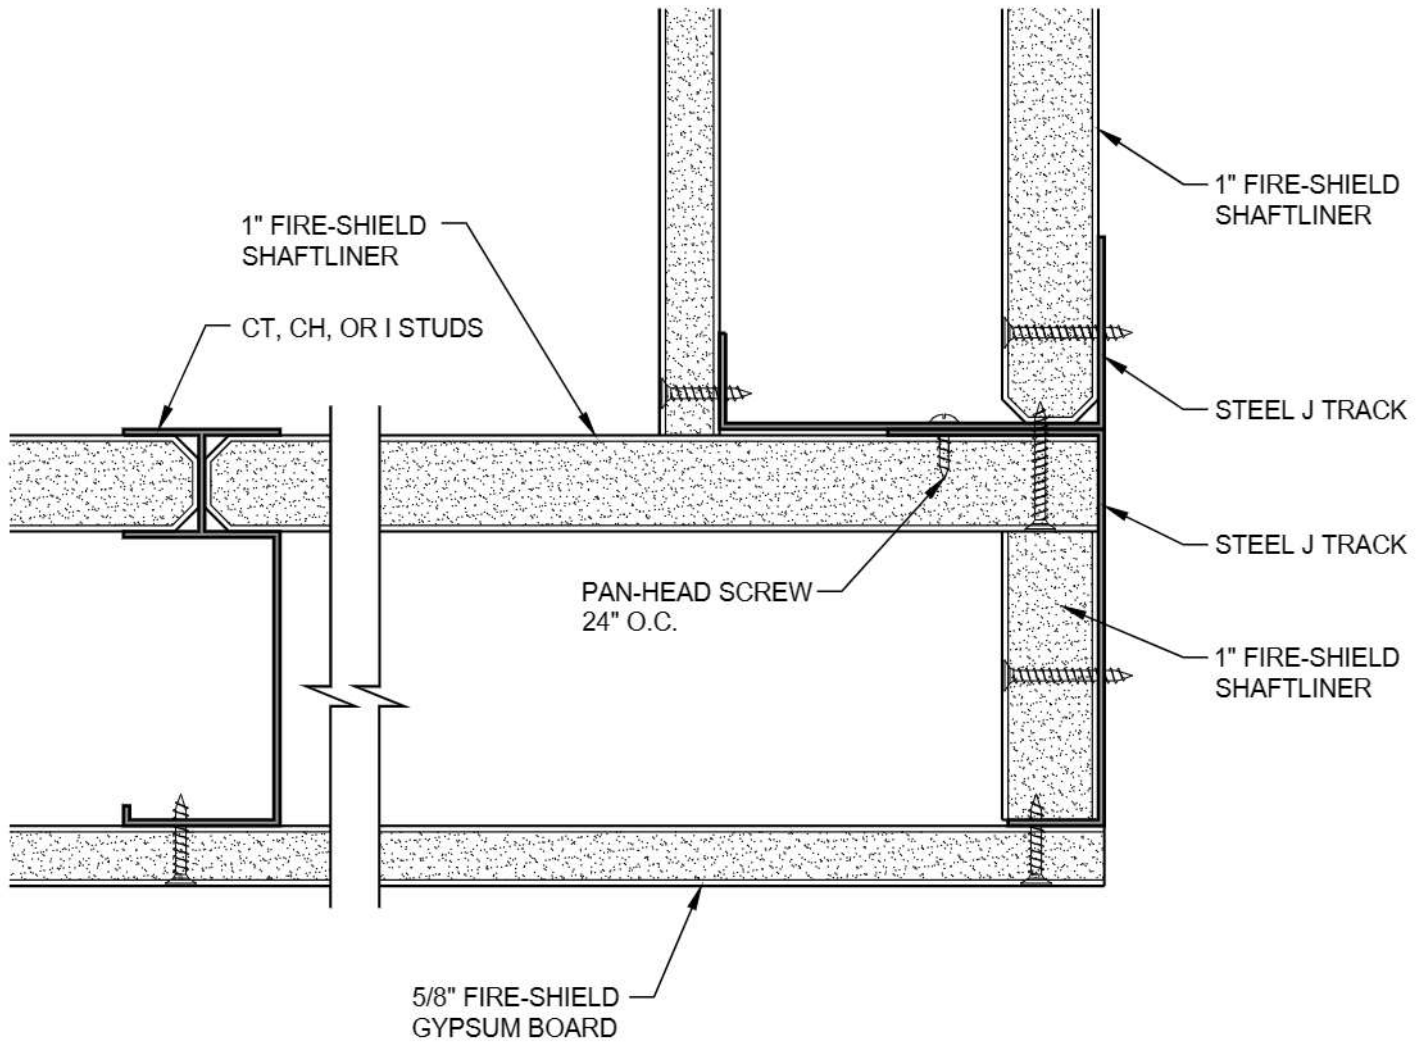 1" FIRE-SHIELD
SHAFTLINER
1" FIRE-SHIELD
SHAFTLINER
CT, CH, OR I STUDS
STEEL J TRACK
STEEL J TRACK
PAN-HEAD SCREW
24" O.C.
1" FIRE-SHIELD
SHAFTLINER
5/8" FIRE-SHIELD
GYPSUM BOARD